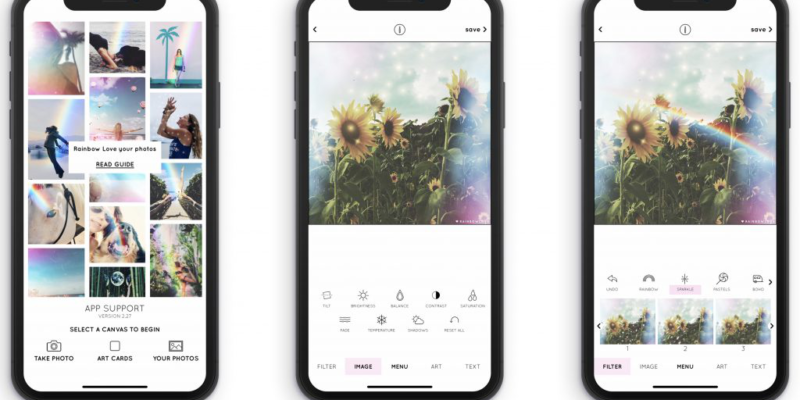 Rainbow Love your photos
READ GUIDE
APP SUPPORT
VERSION 2.27
SELECT A CANVAS TO BEGIN
TAKE PHOTO
ART CARDS
YOUR PHOTOS
save
TILT
BRIGHTNESS
BALANCE
CONTRAST
SATURATION
FADE
TEMPERATURE
SHADOWS
RESET ALL
FILTER
IMAGE
MENU
ART
TEXT
save
UNDO
RAINBOW
SPARKLE
PASTELS
BOHO
1
2
3
FILTER
IMAGE
MENU
ART
TEXT